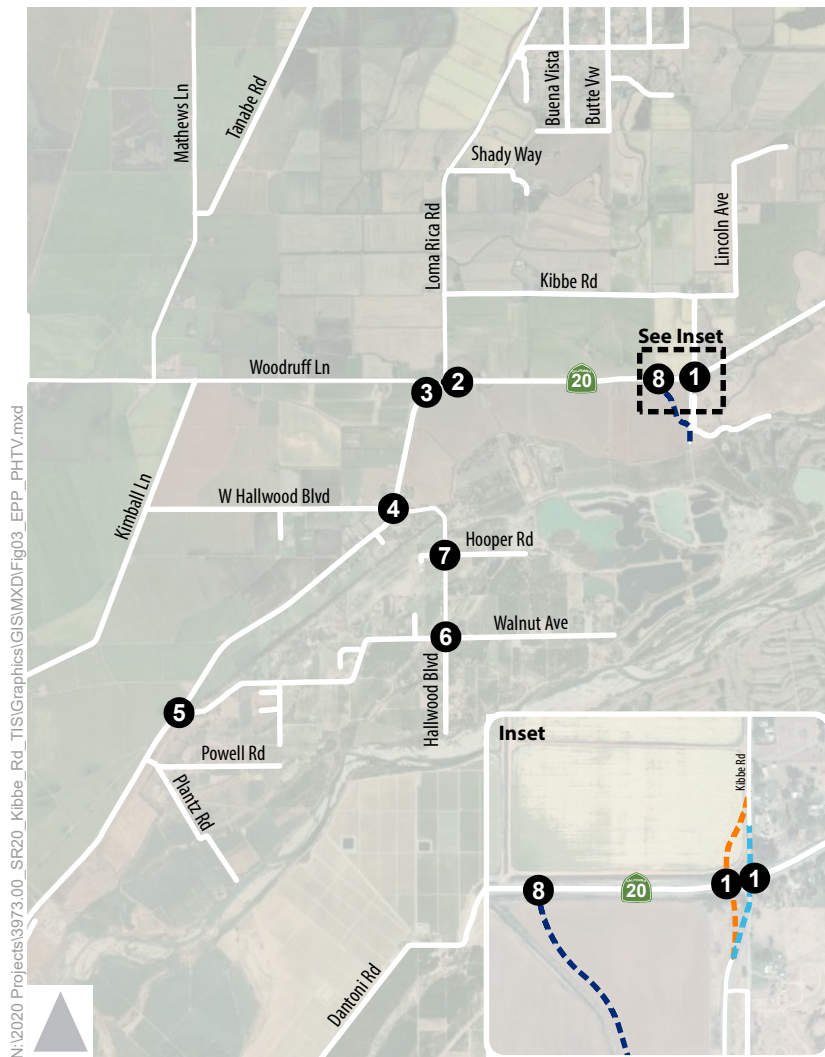 Mathews Ln
Tanabe Rd
Buena Vista
Butte Vw
Shady Way
Loma Rica Rd
Lincoln Ave
Kibbe Rd
See Inset
Woodruff Ln
3
2
20
8
1
Kimball Ln
W Hallwood Blvd
4
7
Hooper Rd
6
Walnut Ave
Hallwood Blvd
5
Powell Rd
Plantz Rd
Dantoni Rd
Inset
Kibbe Rd
8
CALIFORNIA
20
1
1
N:\2020 Projects\3973.00_SR20_Kibbe_Rd_TIS\Graphics\GIS\MXD\Fig03_EPP_PHTV.mxd